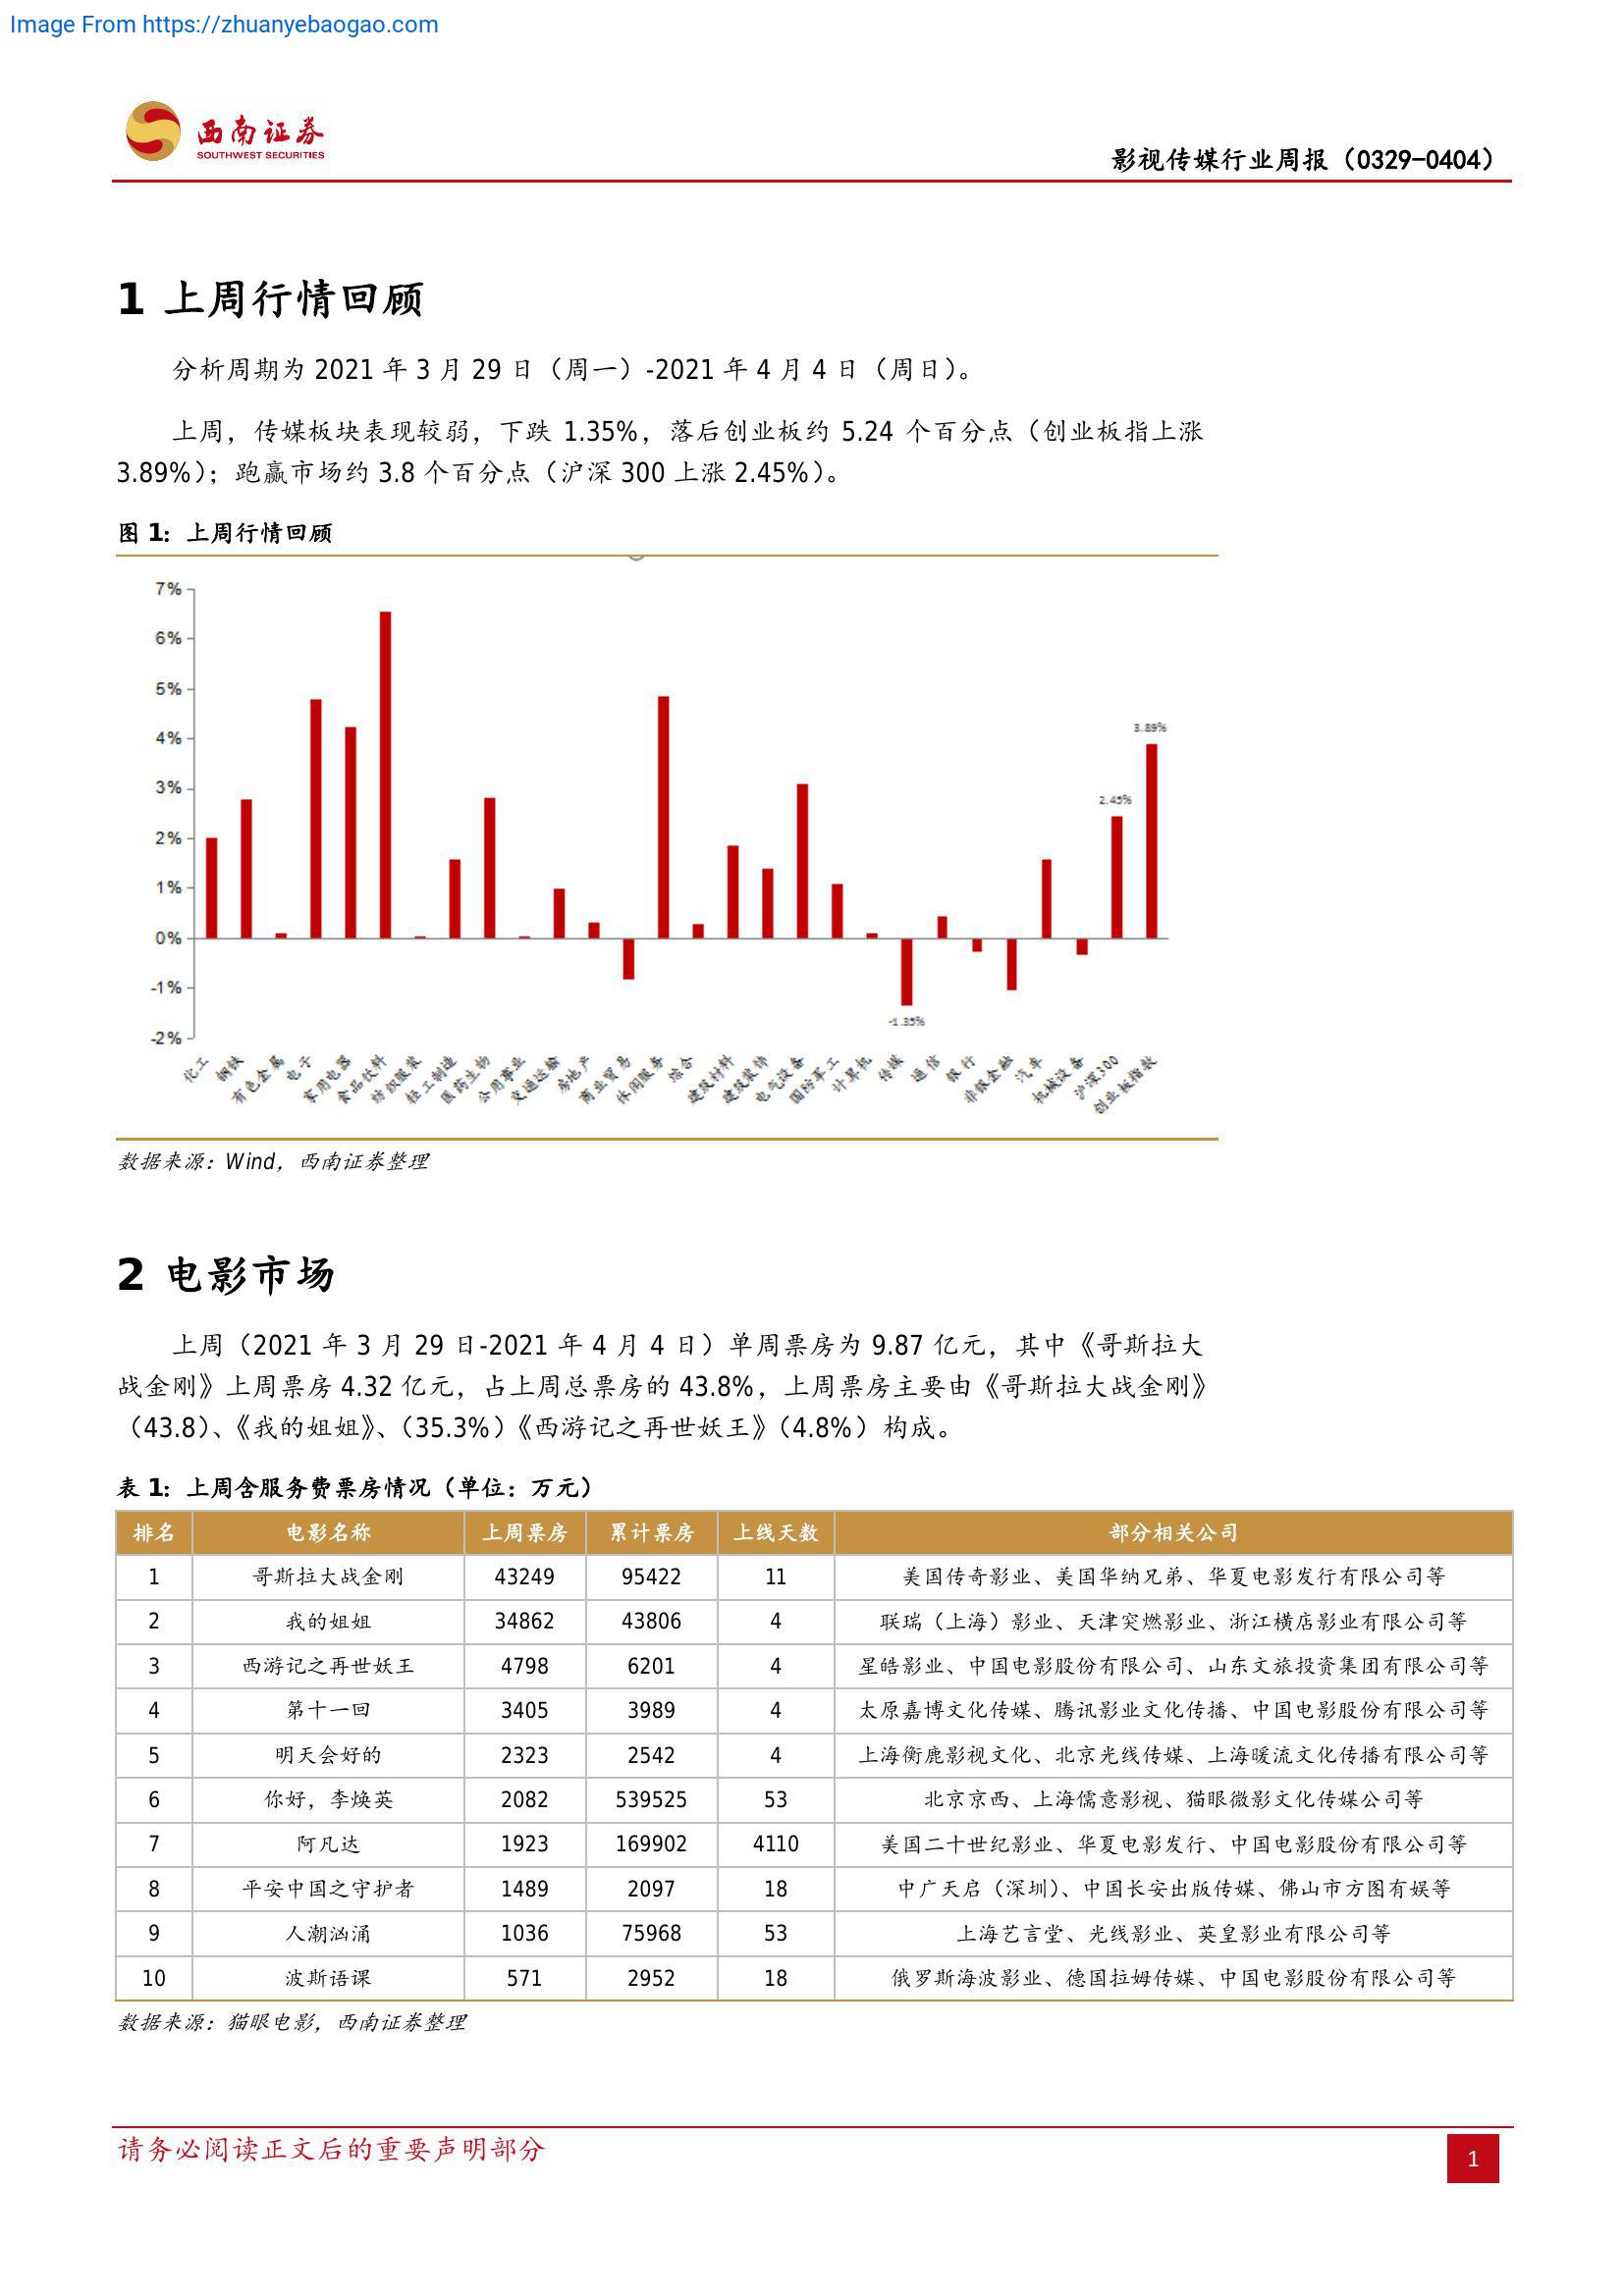 Image From https://zhuanyebaogao.com
西南证券
SOUTHWEST SECURITIES
影视传媒行业周报（0329-0404）
1 上周行情回顾
分析周期为 2021 年 3 月 29 日（周一）-2021 年 4 月 4 日（周日）。
上周，传媒板块表现较弱，下跌 1.35%，落后创业板约 5.24 个百分点（创业板指上涨
3.89%）；跑赢市场约 3.8 个百分点（沪深 300 上涨 2.45%）。
图 1：上周行情回顾
7%
6%
5%
4%
3%
2%
1%
0%
-1%
-2%
3.89%
2.45%
-1.35%
化工 钢铁 有色金属 电子 家用电器 食品饮料 纺织服装 轻工制造 医药生物 公用事业 交通运输 房地产 商业贸易 休闲服务 综合 建筑材料 建筑装饰 电气设备 国防军工 计算机 传媒 通信 银行 非银金融 汽车 机械设备 沪深300 创业板指数
数据来源：Wind，西南证券整理
2 电影市场
上周（2021 年 3 月 29 日-2021 年 4 月 4 日）单周票房为 9.87 亿元，其中《哥斯拉大
战金刚》上周票房 4.32 亿元，占上周总票房的 43.8%，上周票房主要由《哥斯拉大战金刚》
（43.8）、《我的姐姐》、（35.3%）《西游记之再世妖王》（4.8%）构成。
表 1：上周含服务费票房情况（单位：万元）
排名 电影名称 上周票房 累计票房 上线天数 部分相关公司
1 哥斯拉大战金刚 43249 95422 11 美国传奇影业、美国华纳兄弟、华夏电影发行有限公司等
2 我的姐姐 34862 43806 4 联瑞（上海）影业、天津突燃影业、浙江横店影业有限公司等
3 西游记之再世妖王 4798 6201 4 星皓影业、中国电影股份有限公司、山东文旅投资集团有限公司等
4 第十一回 3405 3989 4 太原嘉博文化传媒、腾讯影业文化传播、中国电影股份有限公司等
5 明天会好的 2323 2542 4 上海衡鹿影视文化、北京光线传媒、上海暖流文化传播有限公司等
6 你好，李焕英 2082 539525 53 北京京西、上海儒意影视、猫眼微影文化传媒公司等
7 阿凡达 1923 169902 4110 美国二十世纪影业、华夏电影发行、中国电影股份有限公司等
8 平安中国之守护者 1489 2097 18 中广天启（深圳）、中国长安出版传媒、佛山市方图有娱等
9 人潮汹涌 1036 75968 53 上海艺言堂、光线影业、英皇影业有限公司等
10 波斯语课 571 2952 18 俄罗斯海波影业、德国拉姆传媒、中国电影股份有限公司等
数据来源：猫眼电影，西南证券整理
请务必阅读正文后的重要声明部分
1